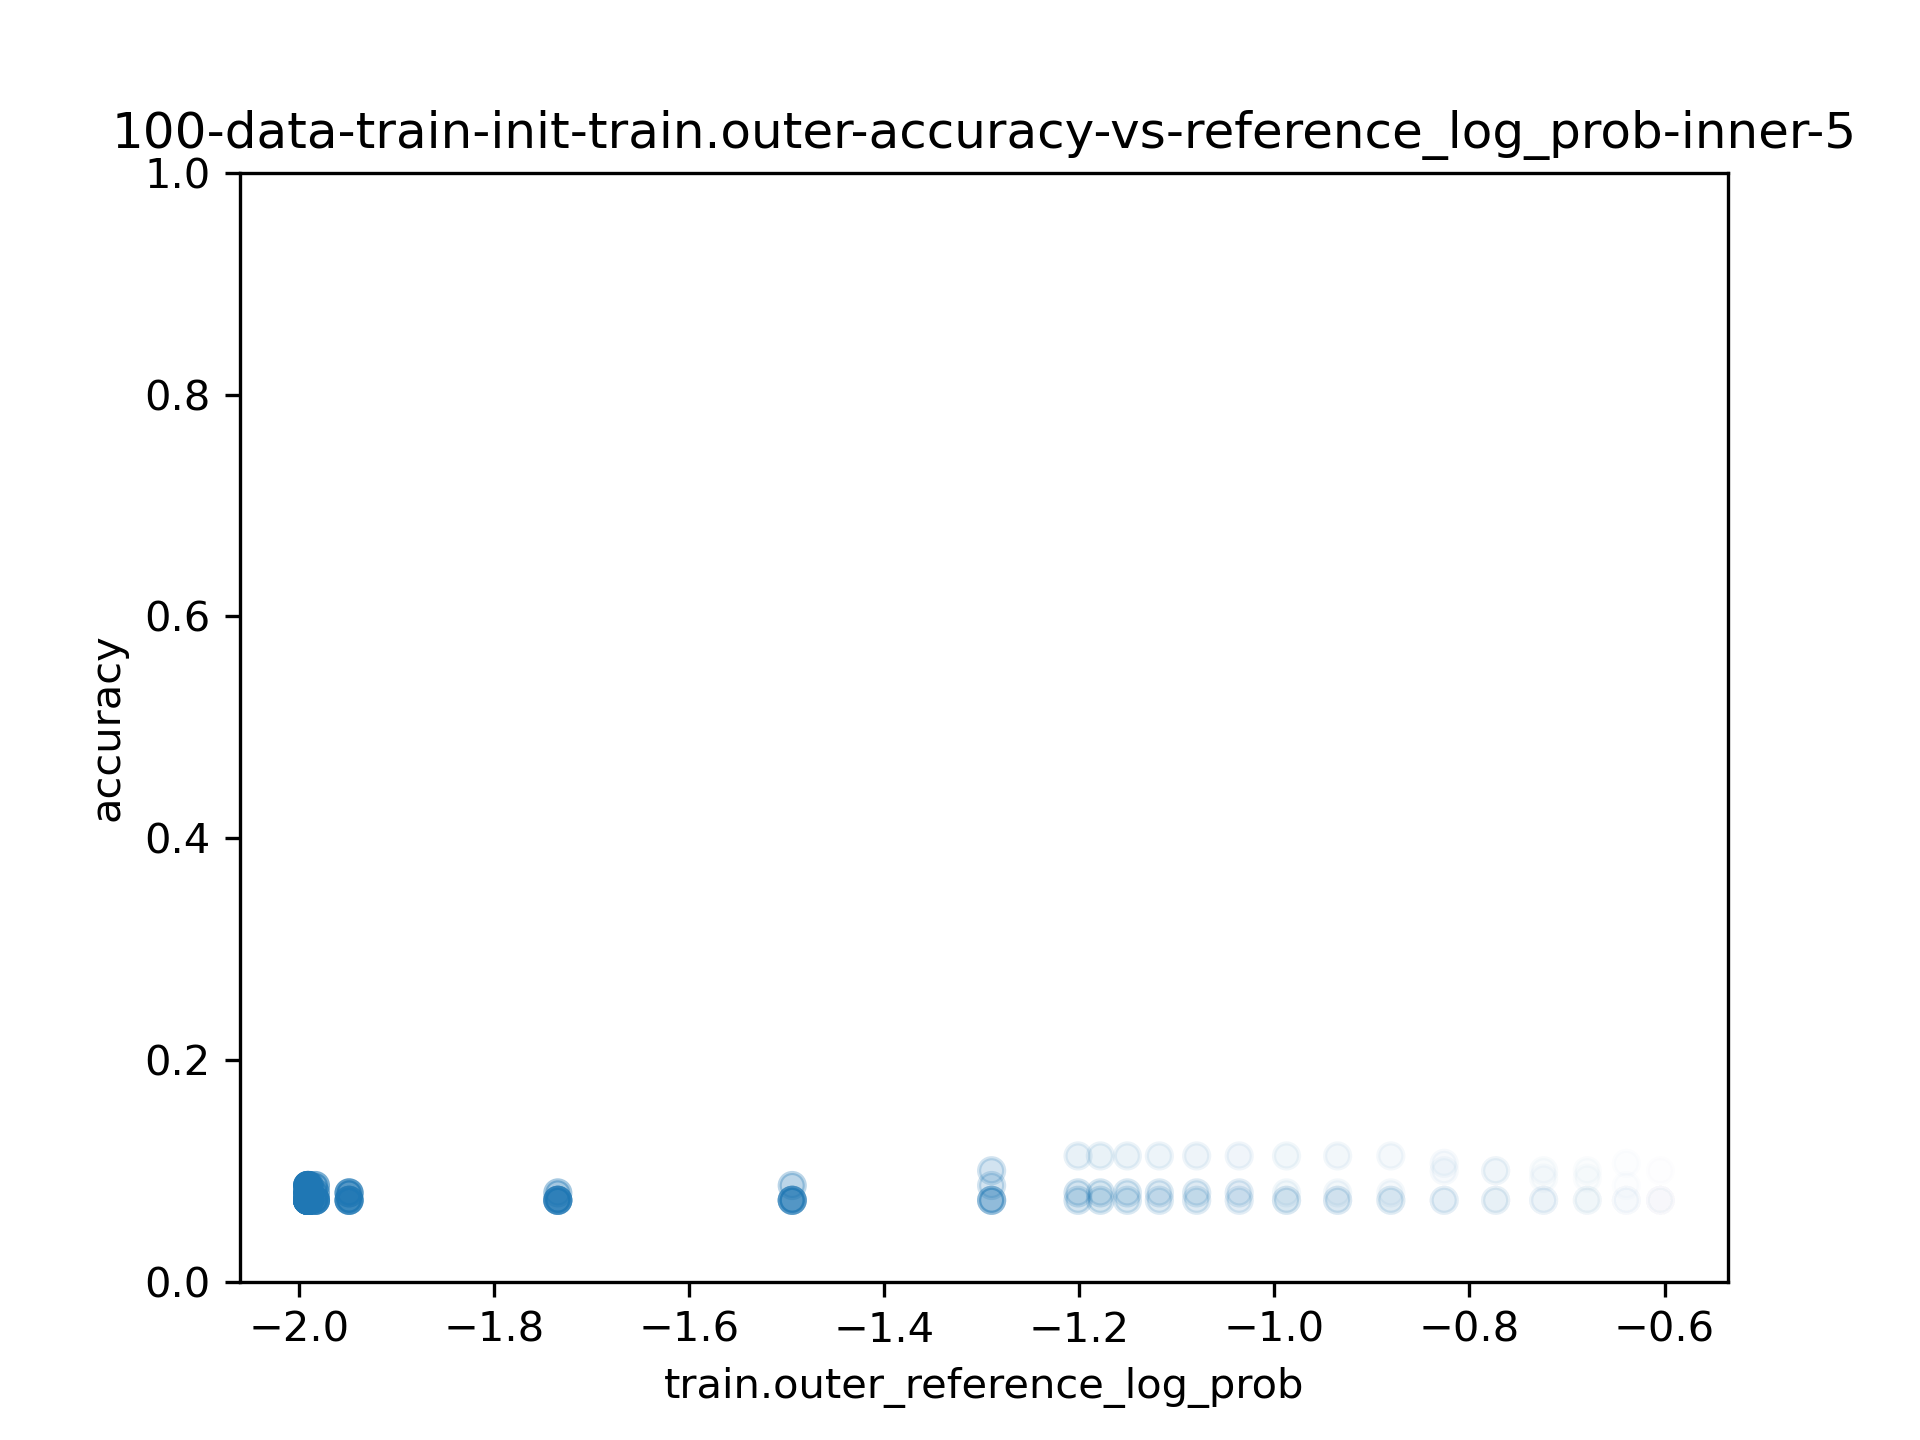 100-data-train-init-train.outer-accuracy-vs-reference_log_prob-inner-5
1.0
0.8
0.6
0.4
0.2
0.0
accuracy
−2.0 −1.8 −1.6 −1.4 −1.2 −1.0 −0.8 −0.6
train.outer_reference_log_prob